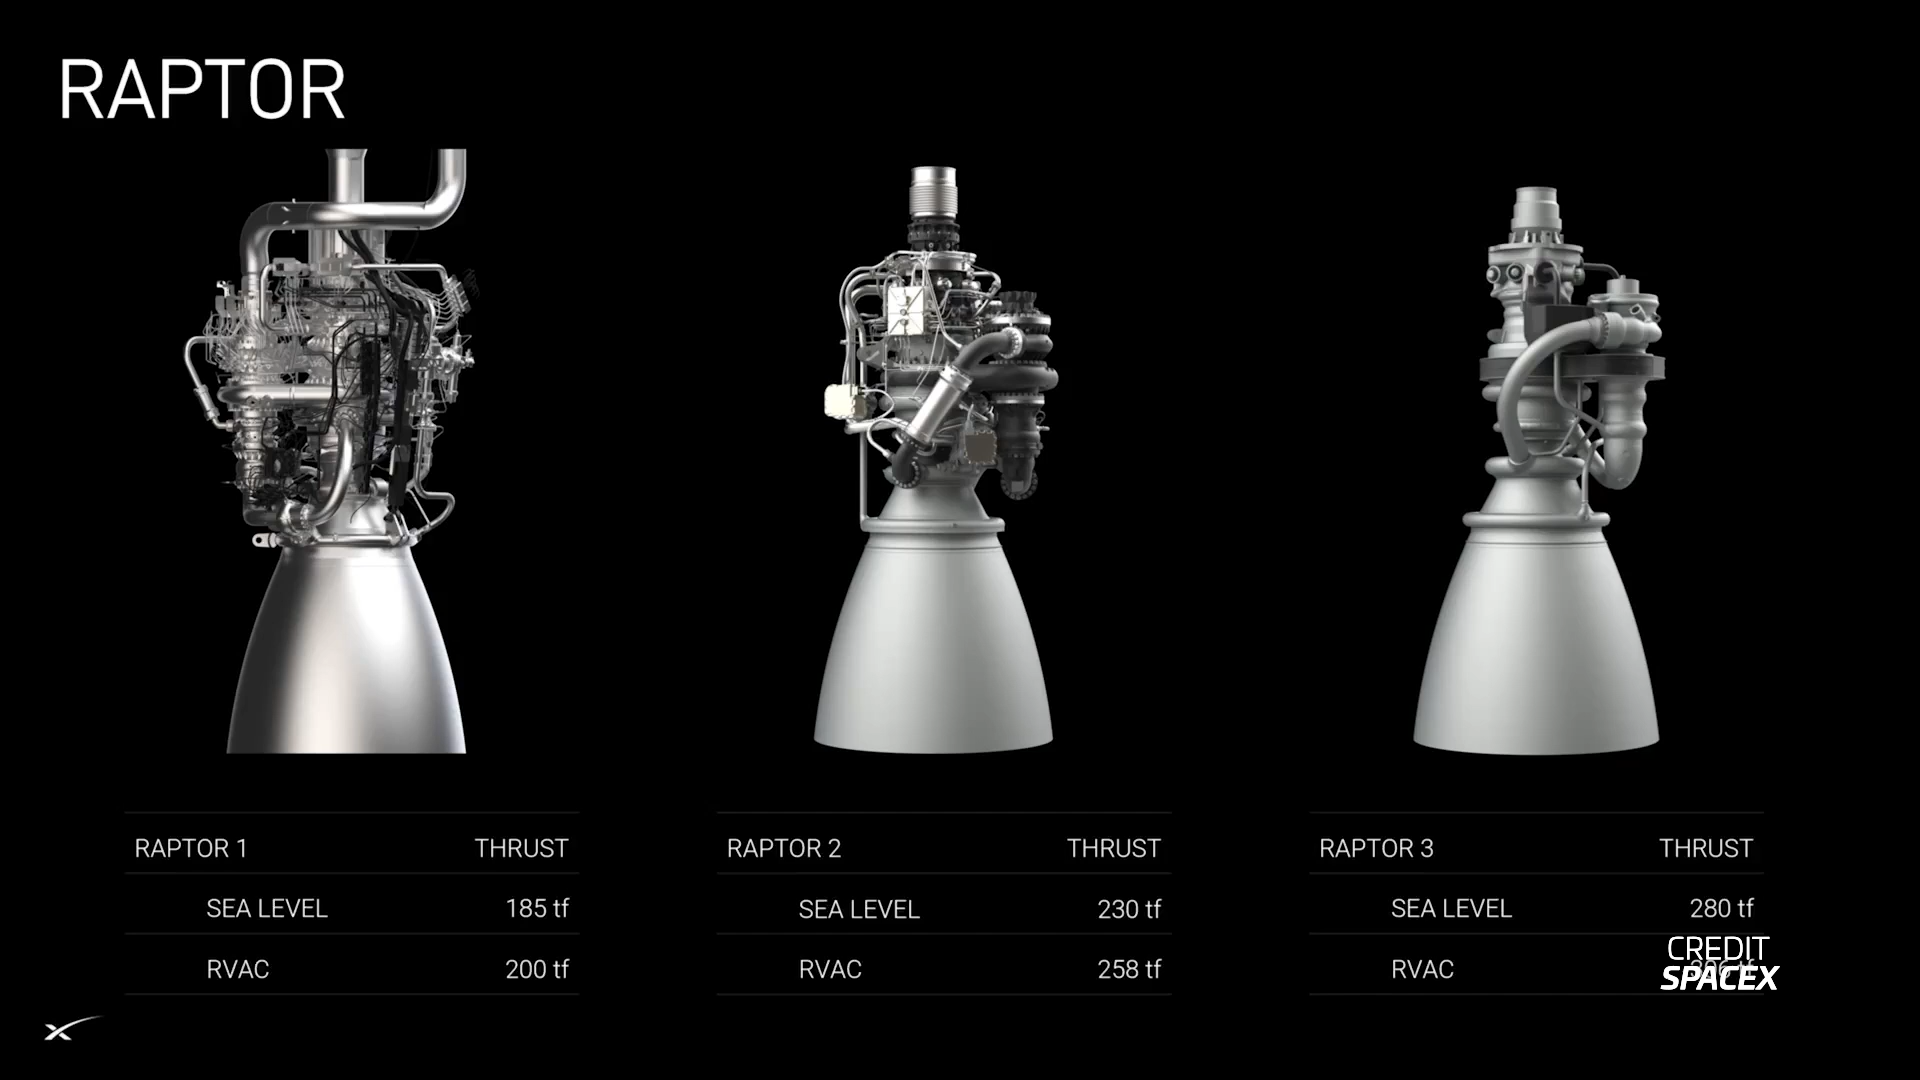 RAPTOR
RAPTOR 1 THRUST
SEA LEVEL 185 tf
RVAC 200 tf
RAPTOR 2 THRUST
SEA LEVEL 230 tf
RVAC 258 tf
RAPTOR 3 THRUST
SEA LEVEL 280 tf
RVAC
CREDIT
SPACEX